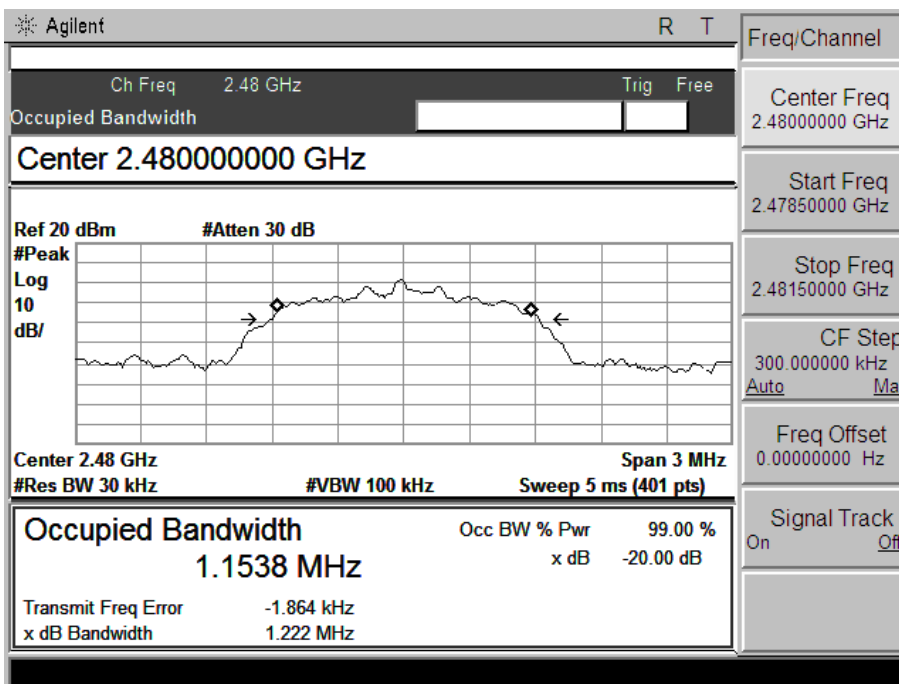 Agilent
R T
Ch Freq 2.48 GHz Trig Free
Occupied Bandwidth
Center 2.480000000 GHz
Ref 20 dBm #Atten 30 dB
#Peak
Log
10
dB/
Center 2.48 GHz Span 3 MHz
#Res BW 30 kHz #VBW 100 kHz Sweep 5 ms (401 pts)
Occupied Bandwidth
1.1538 MHz
Occ BW % Pwr 99.00 %
x dB -20.00 dB
Transmit Freq Error -1.864 kHz
x dB Bandwidth 1.222 MHz
Freq/Channel
Center Freq
2.48000000 GHz
Start Freq
2.47850000 GHz
Stop Freq
2.48150000 GHz
CF Step
300.000000 kHz
Auto Ma
Freq Offset
0.00000000 Hz
Signal Track
On Off